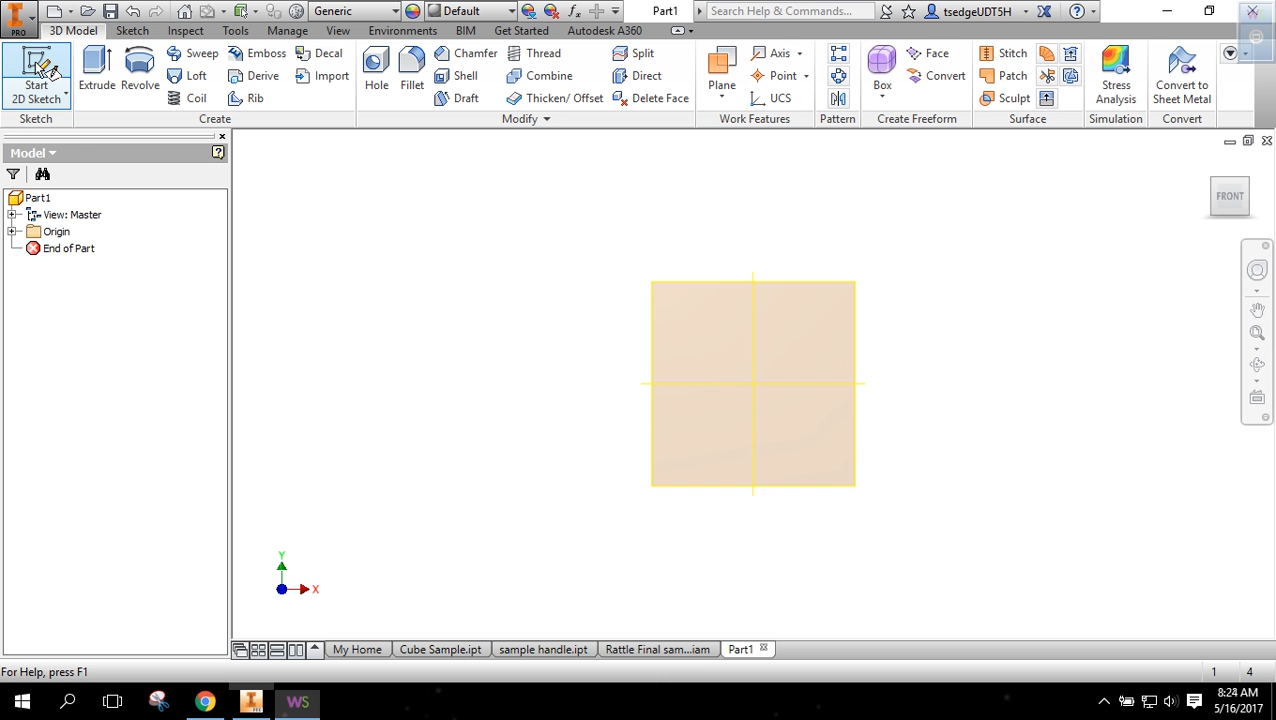 PRO
Generic
Default
fx
Part1
Search Help & Commands...
tsedgeUDT5H
3D Model Sketch Inspect Tools Manage View Environments BIM Get Started Autodesk A360
Start 2D Sketch
Extrude
Revolve
Sweep
Loft
Coil
Emboss
Derive
Rib
Decal
Import
Hole
Fillet
Chamfer
Shell
Draft
Thread
Combine
Thicken/ Offset
Split
Direct
Delete Face
Plane
Axis
Point
UCS
Box
Face
Convert
Stitch
Patch
Sculpt
Stress Analysis
Convert to Sheet Metal
Sketch Create Modify Work Features Pattern Create Freeform Surface Simulation Convert
Model
Part1
View: Master
Origin
End of Part
FRONT
Y
X
My Home Cube Sample.ipt sample handle.ipt Rattle Final sam...iam Part1
For Help, press F1
1 4
PRO WS
8:24 AM
5/16/2017